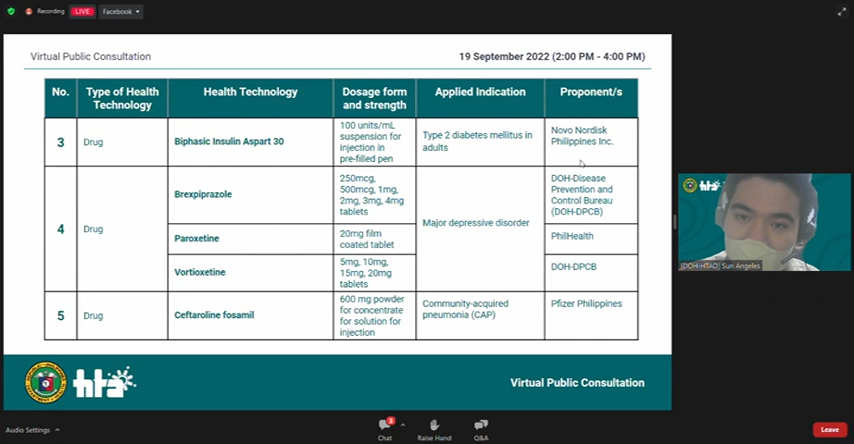 Recording
LIVE
Facebook
Virtual Public Consultation
19 September 2022 (2:00 PM - 4:00 PM)
No.
Type of Health
Technology
Health Technology
Dosage form
and strength
Applied Indication
Proponent/s
3
Drug
Biphasic Insulin Aspart 30
100 units/mL
suspension for
injection in
pre-filled pen
Type 2 diabetes mellitus in
adults
Novo Nordisk
Philippines Inc.
4
Drug
Brexpiprazole
250mcg,
500mcg, 1mg,
2mg, 3mg, 4mg
tablets
Major depressive disorder
DOH-Disease
Prevention and
Control Bureau
(DOH-DPCB)
Paroxetine
20mg film
coated tablet
PhilHealth
Vortioxetine
5mg, 10mg,
15mg, 20mg
tablets
DOH-DPCB
5
Drug
Ceftaroline fosamil
600 mg powder
for concentrate
for solution for
injection
Community-acquired
pneumonia (CAP)
Pfizer Philippines
hta
Virtual Public Consultation
hta
[DOH-HTAD] Sun Angeles
Audio Settings
3
Chat
Raise Hand
Q&A
Leave